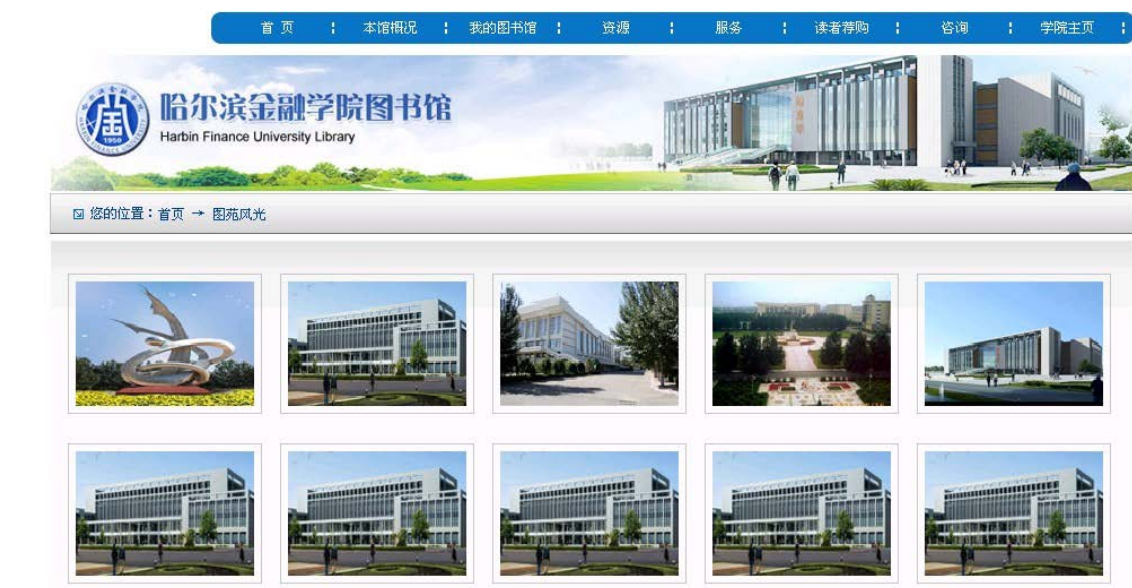 首 页 ¦ 本馆概况 ¦ 我的图书馆 ¦ 资源 ¦ 服务 ¦ 读者荐购 ¦ 咨询 ¦ 学院主页 ¦
哈尔滨金融学院图书馆
Harbin Finance University Library
1950
您的位置：首页 → 图苑风光